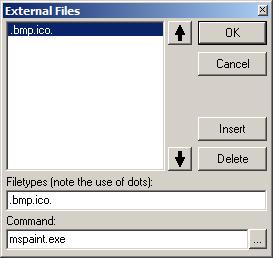 External Files
.bmp.ico.
OK
Cancel
Insert
Delete
Filetypes (note the use of dots):
.bmp.ico.
Command:
mspaint.exe
...